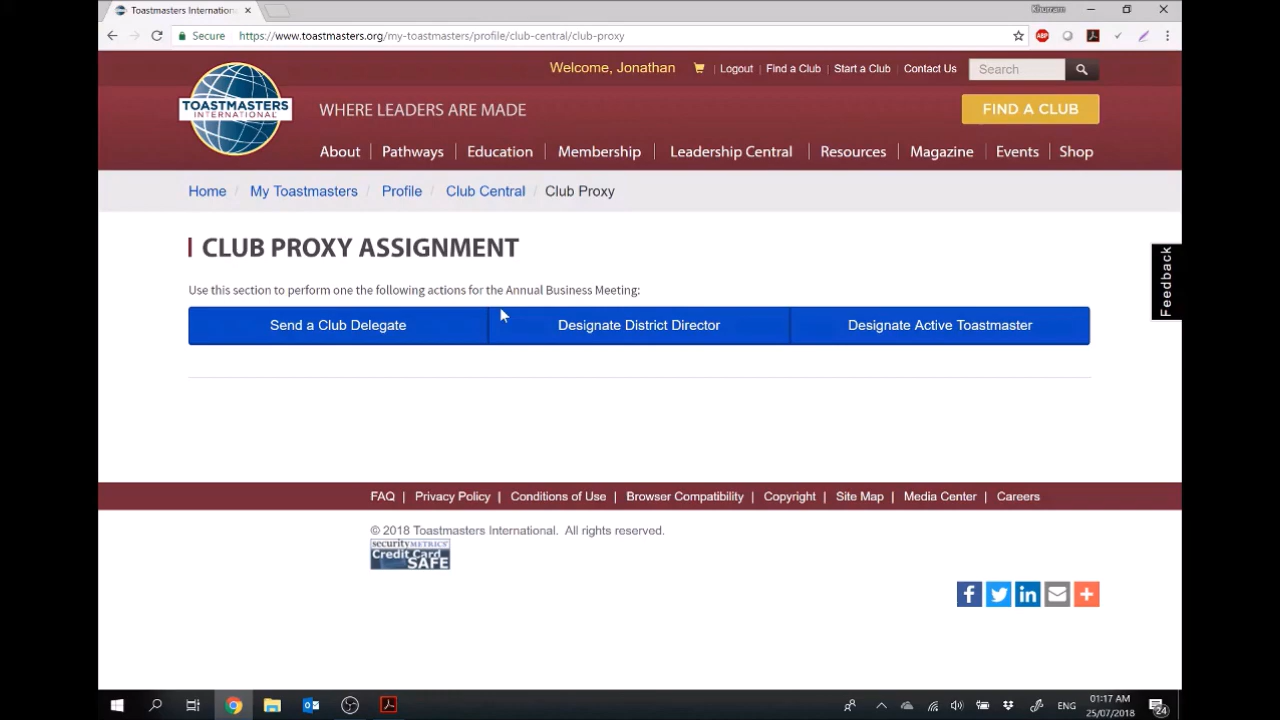 Toastmasters Internationa
Khurram
Secure
https://www.toastmasters.org/my-toastmasters/profile/club-central/club-proxy
ABP
Welcome, Jonathan
Logout | Find a Club | Start a Club | Contact Us
Search
TOASTMASTERS
INTERNATIONAL
WHERE LEADERS ARE MADE
FIND A CLUB
About | Pathways | Education | Membership | Leadership Central | Resources | Magazine | Events | Shop
Home / My Toastmasters / Profile / Club Central / Club Proxy
Feedback
CLUB PROXY ASSIGNMENT
Use this section to perform one the following actions for the Annual Business Meeting:
Send a Club Delegate
Designate District Director
Designate Active Toastmaster
FAQ | Privacy Policy | Conditions of Use | Browser Compatibility | Copyright | Site Map | Media Center | Careers
© 2018 Toastmasters International. All rights reserved.
securityMETRICS
Credit Card
SAFE
ENG
01:17 AM
25/07/2018
24